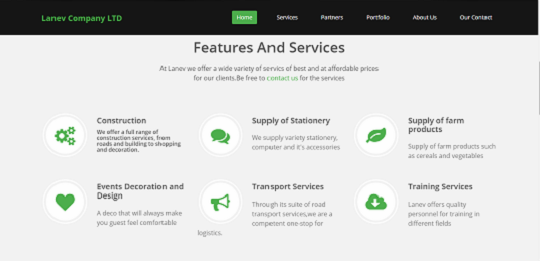 Lanev Company LTD
Home Services Partners Portfolio About Us Our Contact
Features And Services
At Lanev we offer a wide variety of servics of best and at affordable prices
for our clients.Be free to contact us for the services
Construction
We offer a full range of
construction services, from
roads and building to shopping
and decoration.
Supply of Stationery
We supply variety stationery,
computer and it's accessories
Supply of farm
products
Supply of farm products such
as cereals and vegetables
Events Decoration and
Design
A deco that will always make
you guest feel comfortable
Transport Services
Through its suite of road
transport services,we are a
competent one-stop for
logistics.
Training Services
Lanev offers quality
personnel for training in
different fields